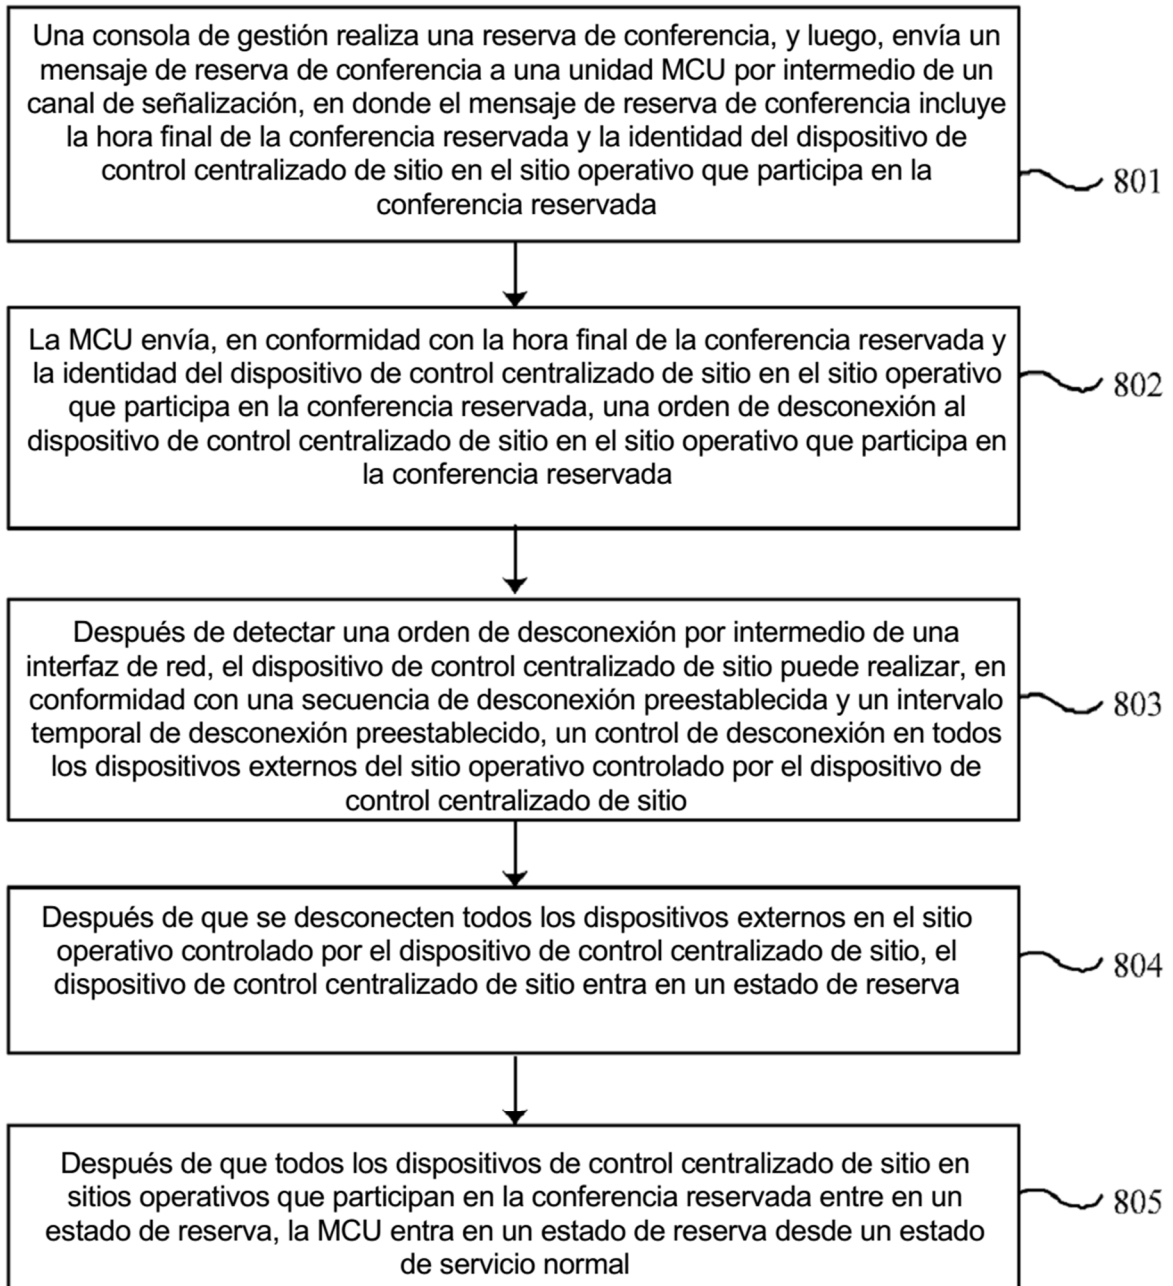 Una consola de gestión realiza una reserva de conferencia, y luego, envía un
mensaje de reserva de conferencia a una unidad MCU por intermedio de un
canal de señalización, en donde el mensaje de reserva de conferencia incluye
la hora final de la conferencia reservada y la identidad del dispositivo de
control centralizado de sitio en el sitio operativo que participa en la
conferencia reservada
801
La MCU envía, en conformidad con la hora final de la conferencia reservada y
la identidad del dispositivo de control centralizado de sitio en el sitio operativo
que participa en la conferencia reservada, una orden de desconexión al
dispositivo de control centralizado de sitio en el sitio operativo que participa en
la conferencia reservada
802
Después de detectar una orden de desconexión por intermedio de una
interfaz de red, el dispositivo de control centralizado de sitio puede realizar, en
conformidad con una secuencia de desconexión preestablecida y un intervalo
temporal de desconexión preestablecido, un control de desconexión en todos
los dispositivos externos del sitio operativo controlado por el dispositivo de
control centralizado de sitio
803
Después de que se desconecten todos los dispositivos externos en el sitio
operativo controlado por el dispositivo de control centralizado de sitio, el
dispositivo de control centralizado de sitio entra en un estado de reserva
804
Después de que todos los dispositivos de control centralizado de sitio en
sitios operativos que participan en la conferencia reservada entre en un
estado de reserva, la MCU entra en un estado de reserva desde un estado
de servicio normal
805